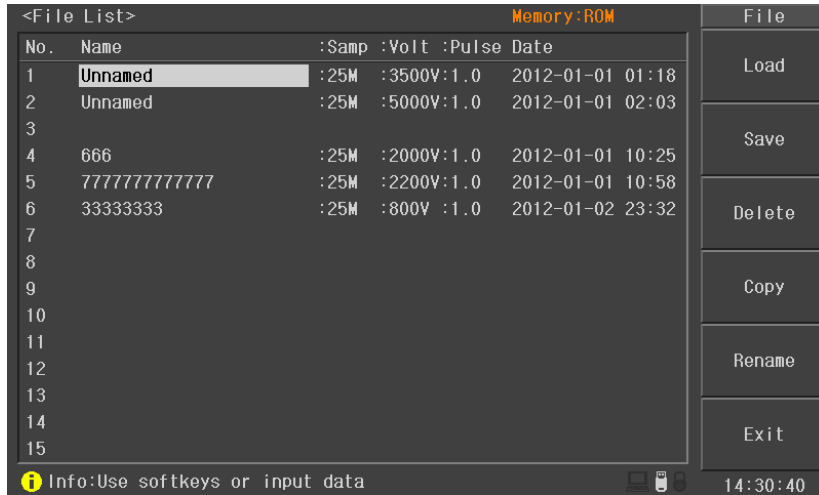 <File List> Memory:ROM File
No. Name :Samp :Volt :Pulse Date
1 Unnamed :25M :3500V:1.0 2012-01-01 01:18
Load
2 Unnamed :25M :5000V:1.0 2012-01-01 02:03
3
Save
4 666 :25M :2000V:1.0 2012-01-01 10:25
5 7777777777777 :25M :2200V:1.0 2012-01-01 10:58
6 33333333 :25M :800V :1.0 2012-01-02 23:32
Delete
7
8
9
Copy
10
11
12
Rename
13
14
Exit
15
Info:Use softkeys or input data
14:30:40